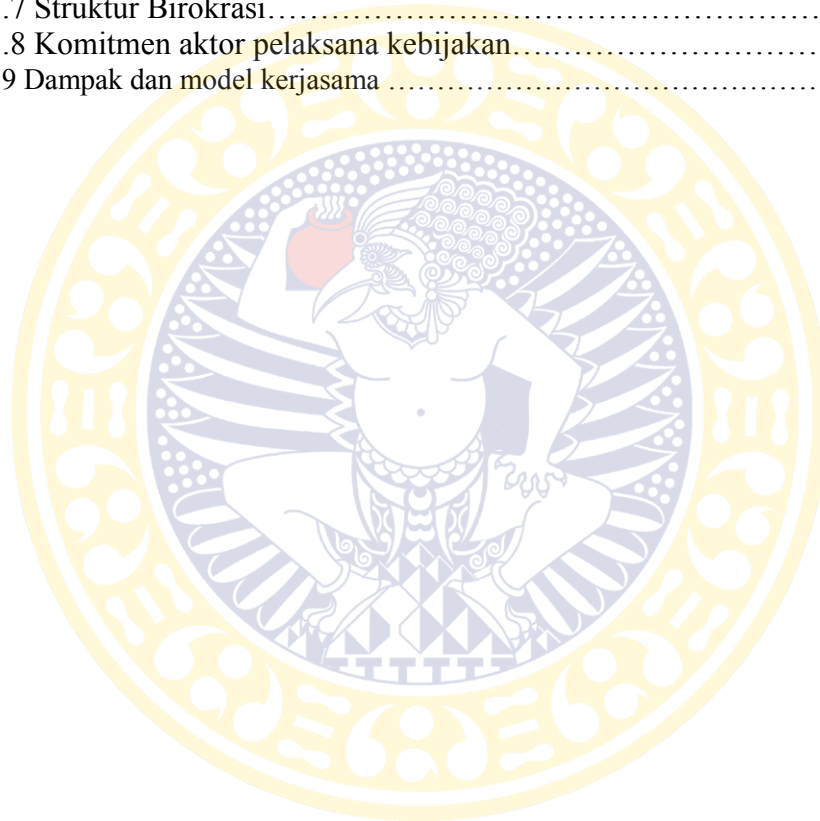 .7 Struktur Birokrasi……………………………………………………
.8 Komitmen aktor pelaksana kebijakan……………………………
9 Dampak dan model kerjasama ……………………………………